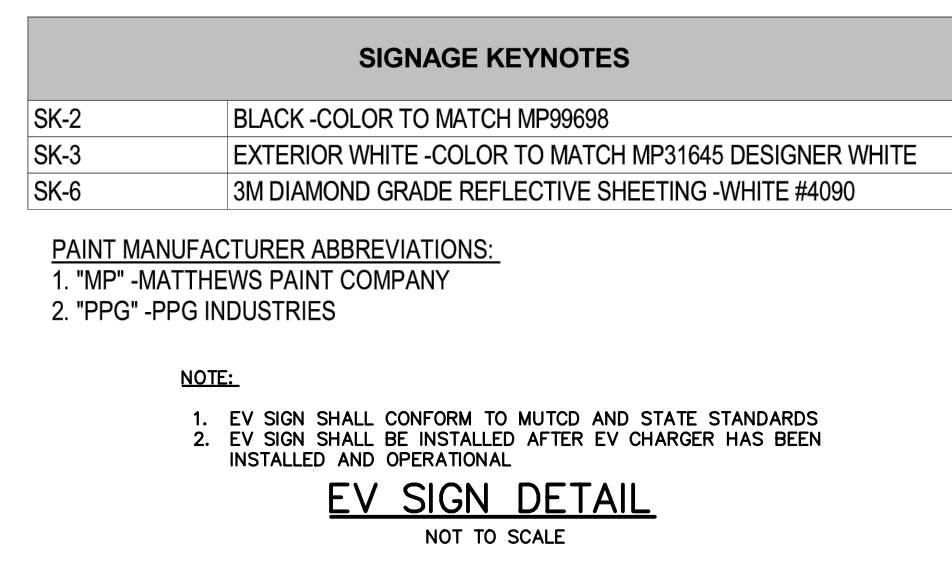 SIGNAGE KEYNOTES
SK-2 BLACK -COLOR TO MATCH MP99698
SK-3 EXTERIOR WHITE -COLOR TO MATCH MP31645 DESIGNER WHITE
SK-6 3M DIAMOND GRADE REFLECTIVE SHEETING -WHITE #4090
PAINT MANUFACTURER ABBREVIATIONS:
1. "MP" -MATTHEWS PAINT COMPANY
2. "PPG" -PPG INDUSTRIES
NOTE:
1. EV SIGN SHALL CONFORM TO MUTCD AND STATE STANDARDS
2. EV SIGN SHALL BE INSTALLED AFTER EV CHARGER HAS BEEN
INSTALLED AND OPERATIONAL
EV SIGN DETAIL
NOT TO SCALE